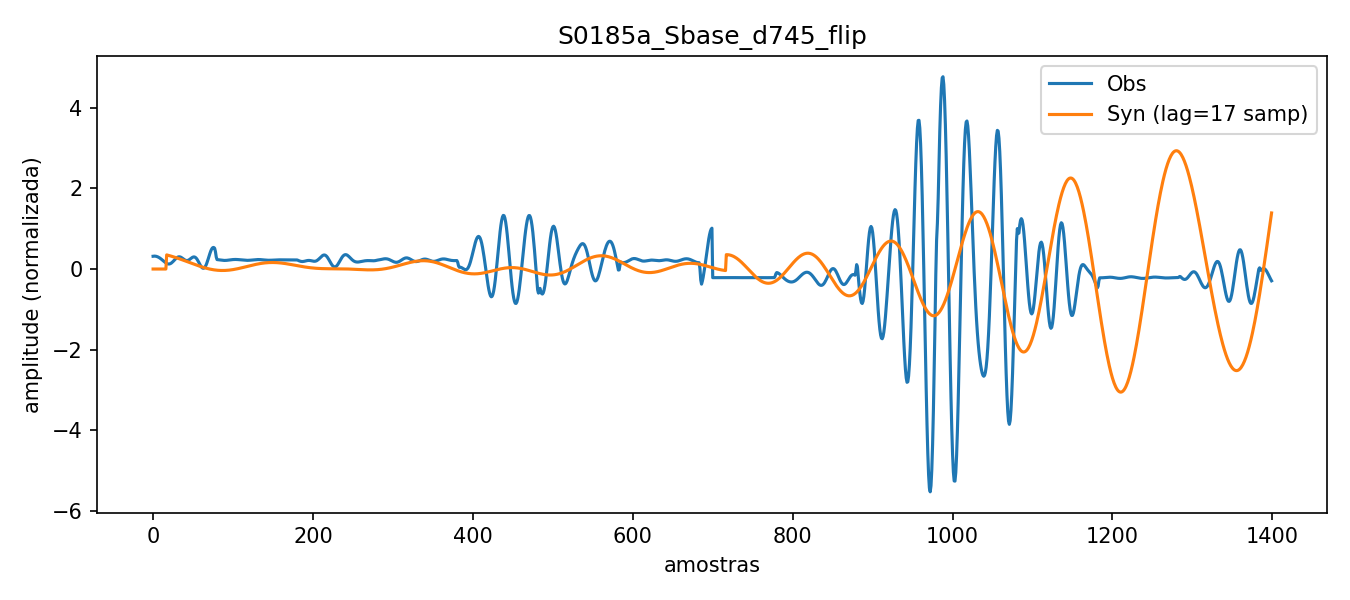 S0185a_Sbase_d745_flip
Obs
Syn (lag=17 samp)
amplitude (normalizada)
4
2
0
−2
−4
−6
0 200 400 600 800 1000 1200 1400
amostras